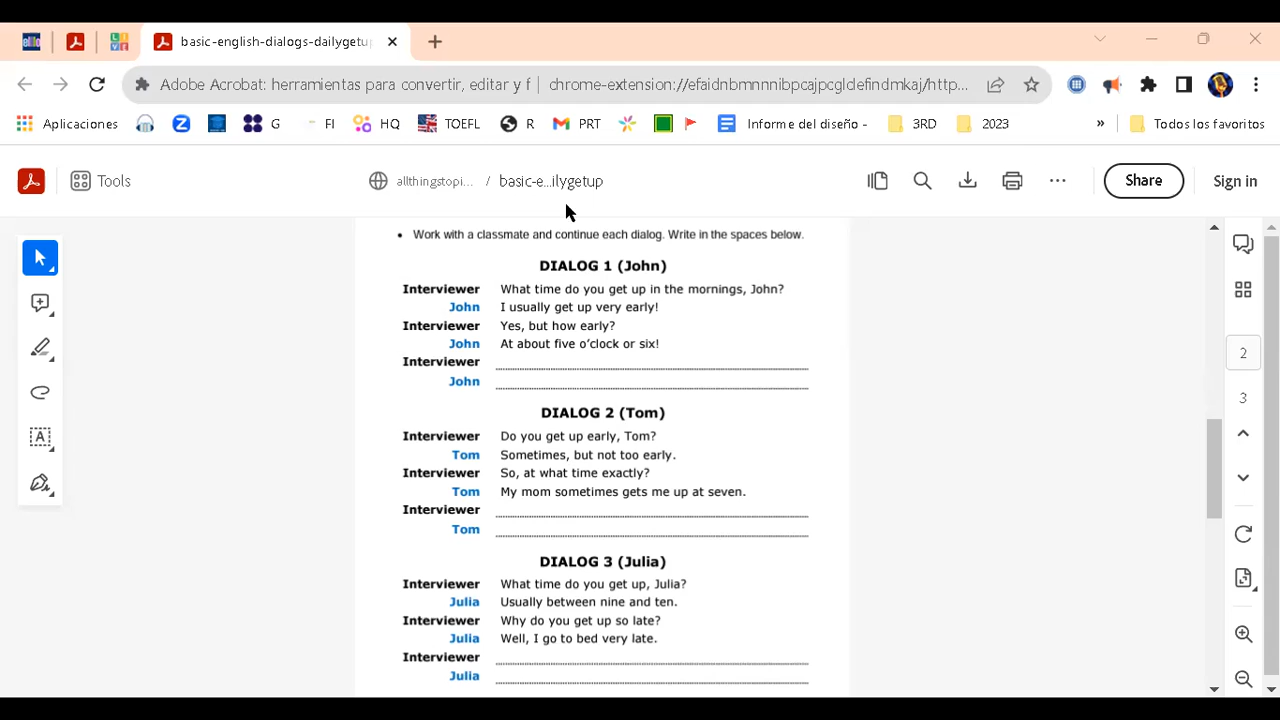 basic-english-dialogs-dailygetup
Adobe Acrobat: herramientas para convertir, editar y f | chrome-extension://efaidnbmnnnibpcajpcglclefindmkaj/http...
Aplicaciones Z G FI HQ TOEFL R PRT Informe del diseño - 3RD 2023 » Todos los favoritos
Tools allthingstopi... / basic-e...ilygetup Share Sign in
• Work with a classmate and continue each dialog. Write in the spaces below.
DIALOG 1 (John)
Interviewer What time do you get up in the mornings, John?
John I usually get up very early!
Interviewer Yes, but how early?
John At about five o'clock or six!
Interviewer
John
DIALOG 2 (Tom)
Interviewer Do you get up early, Tom?
Tom Sometimes, but not too early.
Interviewer So, at what time exactly?
Tom My mom sometimes gets me up at seven.
Interviewer
Tom
DIALOG 3 (Julia)
Interviewer What time do you get up, Julia?
Julia Usually between nine and ten.
Interviewer Why do you get up so late?
Julia Well, I go to bed very late.
Interviewer
Julia
2
3